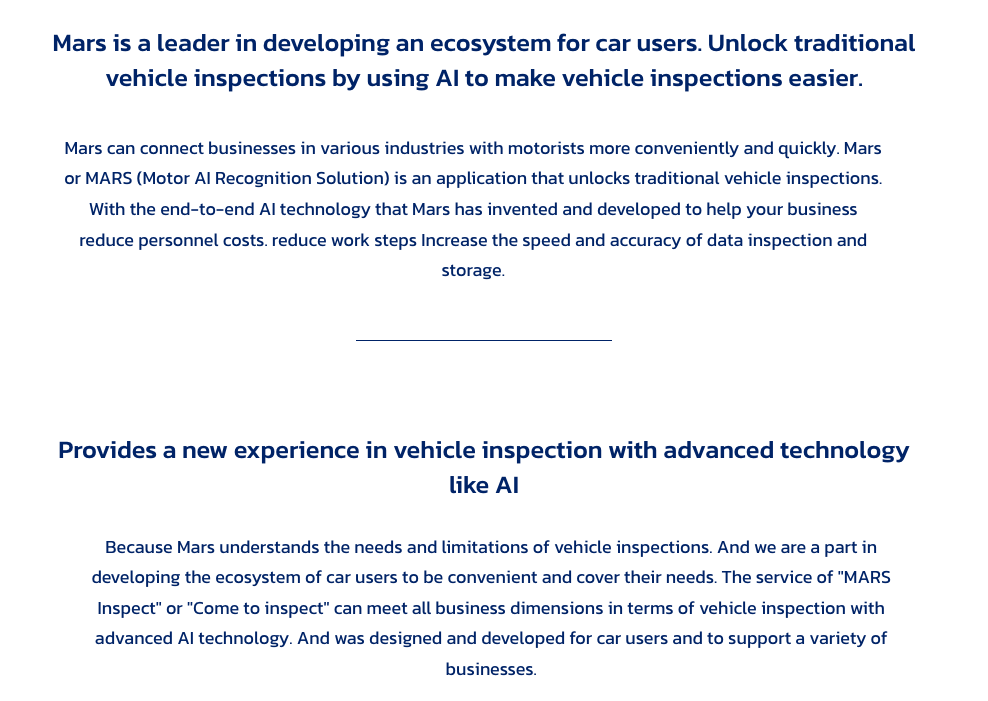 Mars is a leader in developing an ecosystem for car users. Unlock traditional
vehicle inspections by using AI to make vehicle inspections easier.
Mars can connect businesses in various industries with motorists more conveniently and quickly. Mars
or MARS (Motor AI Recognition Solution) is an application that unlocks traditional vehicle inspections.
With the end-to-end AI technology that Mars has invented and developed to help your business
reduce personnel costs. reduce work steps Increase the speed and accuracy of data inspection and
storage.
Provides a new experience in vehicle inspection with advanced technology
like AI
Because Mars understands the needs and limitations of vehicle inspections. And we are a part in
developing the ecosystem of car users to be convenient and cover their needs. The service of "MARS
Inspect" or "Come to inspect" can meet all business dimensions in terms of vehicle inspection with
advanced AI technology. And was designed and developed for car users and to support a variety of
businesses.